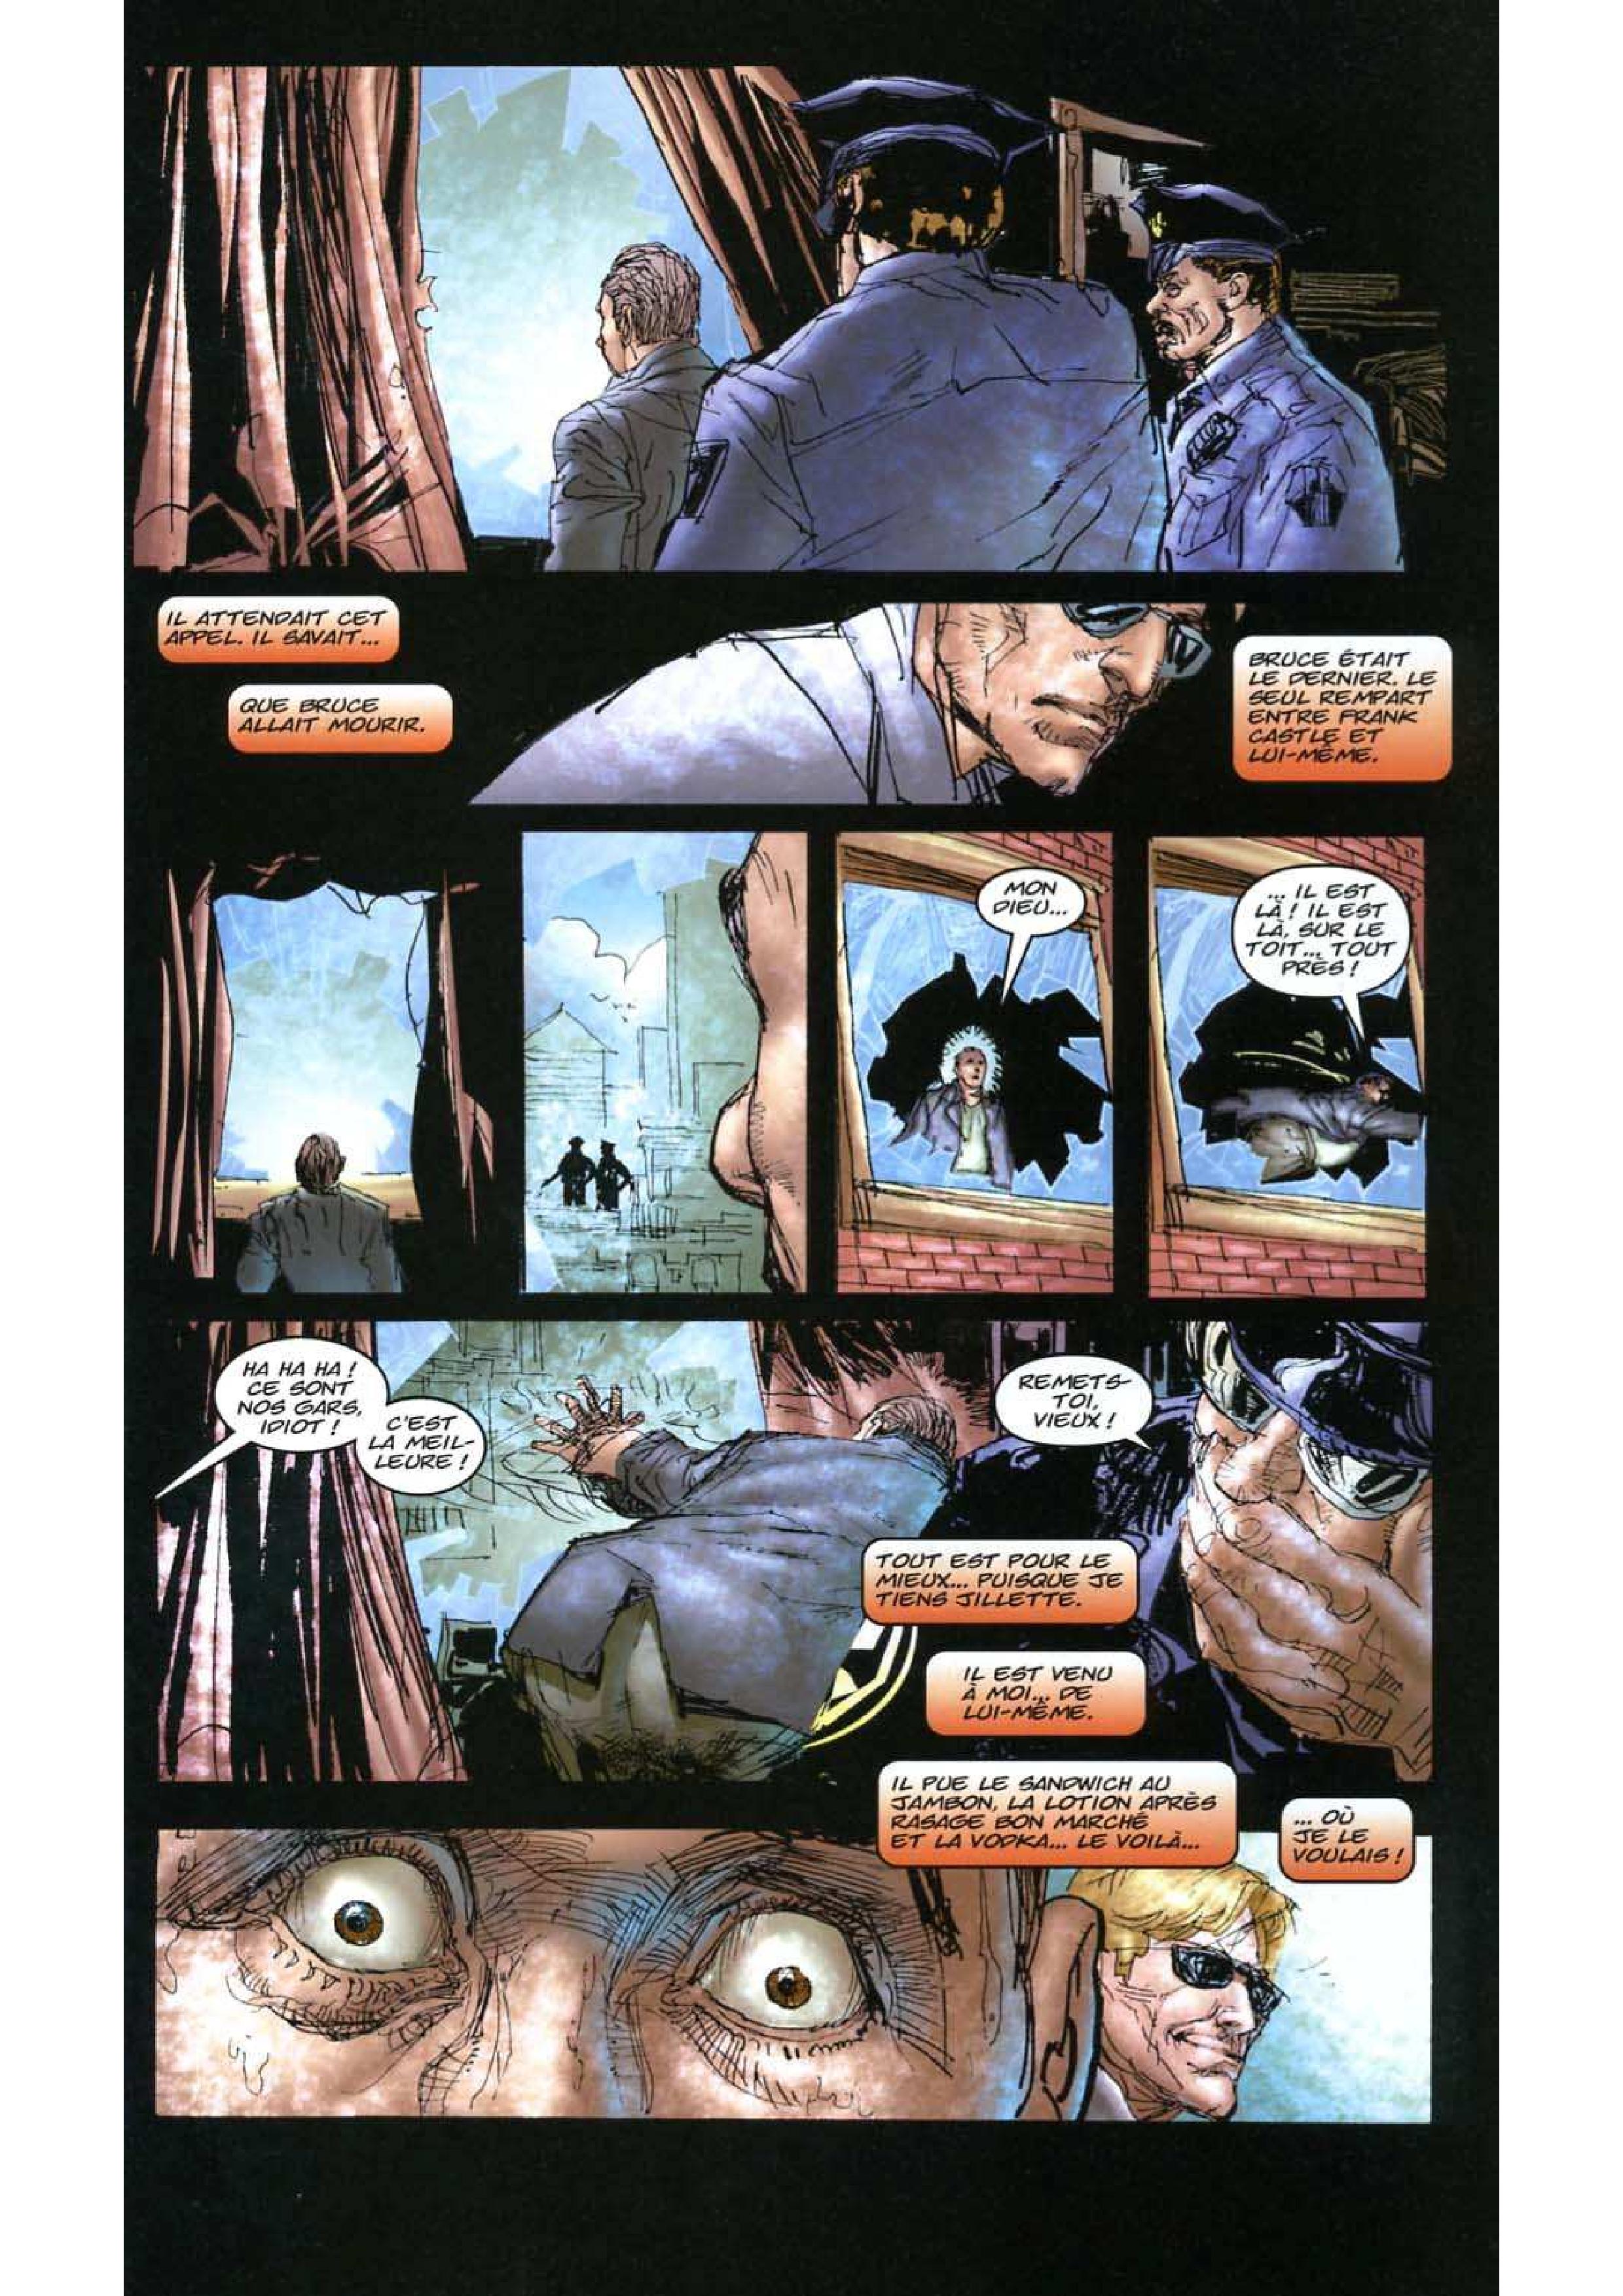 IL ATTENDAIT CET
APPEL. IL SAVAIT...
QUE BRUCE
ALLAIT MOURIR.
BRUCE ÉTAIT
LE DERNIER. LE
SEUL REMPART
ENTRE FRANK
CASTLE ET
LUI-MÊME.
MON
DIEU...
... IL EST
LÀ ! IL EST
LÀ, SUR LE
TOIT... TOUT
PRÈS !
HA HA HA !
CE SONT
NOS GARS,
IDIOT !
C'EST
LA MEIL-
LEURE !
REMETS-
TOI,
VIEUX !
TOUT EST POUR LE
MIEUX... PUISQUE JE
TIENS JILLETTE.
IL EST VENU
À MOI... DE
LUI-MÊME.
IL PUE LE SANDWICH AU
JAMBON, LA LOTION APRÈS
RASAGE BON MARCHÉ
ET LA VODKA... LE VOILÀ...
... OÙ
JE LE
VOULAIS !